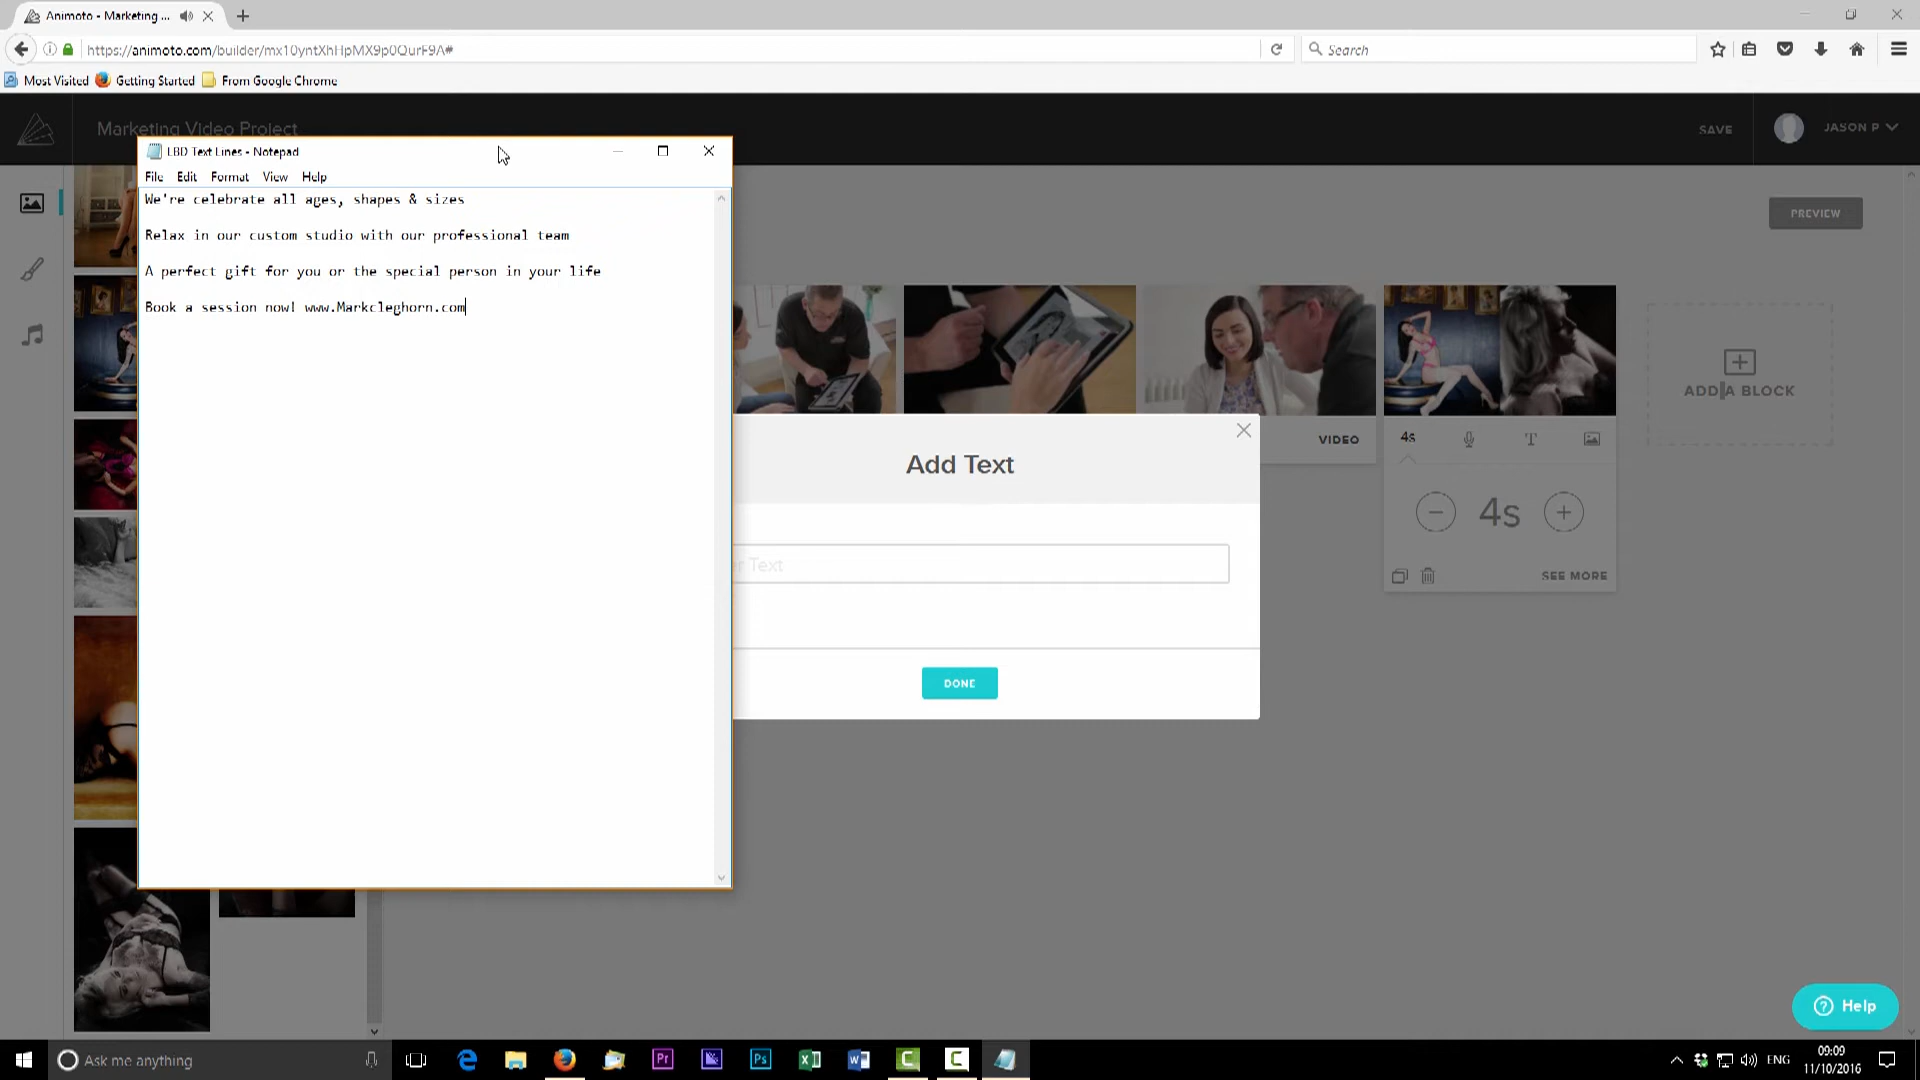 Animoto - Marketing ...
https://animoto.com/builder/mx10yntXhHpMX9p0QurF9A#
Search
Most Visited
Getting Started
From Google Chrome
Marketing Video Project
SAVE
JASON P
LBD Text Lines - Notepad
File Edit Format View Help
We're celebrate all ages, shapes & sizes
Relax in our custom studio with our professional team
A perfect gift for you or the special person in your life
Book a session now! www.Markcleghorn.com
PREVIEW
ADD A BLOCK
VIDEO
4s
T
Add Text
4s
Text
SEE MORE
DONE
Help
Ask me anything
Pr
Ps
ENG
09:09
11/10/2016